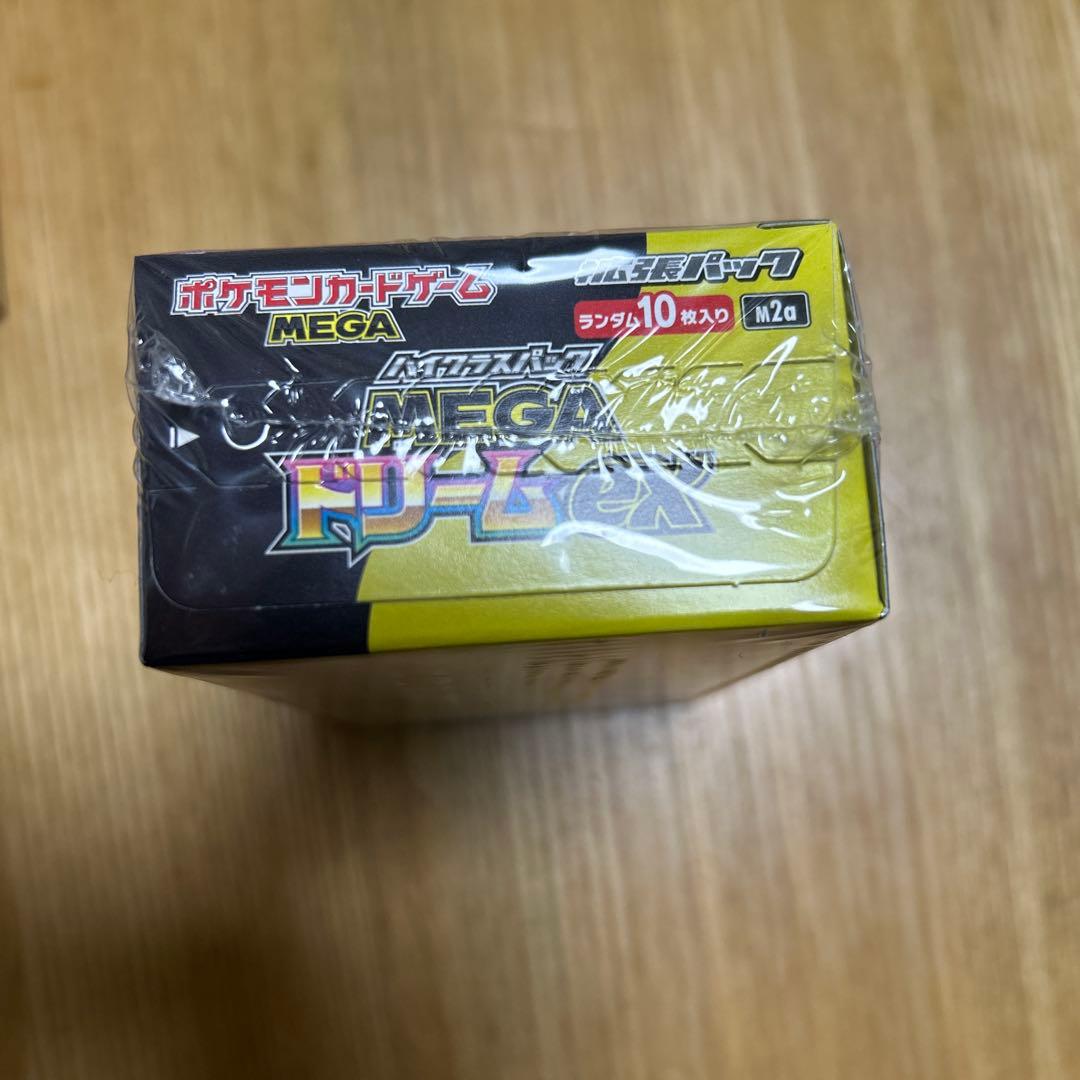 ポケモンカードゲーム
MEGA
拡張パック
ランダム10枚入り
M2a
ハイクラスパック
MEGA
ドリームex